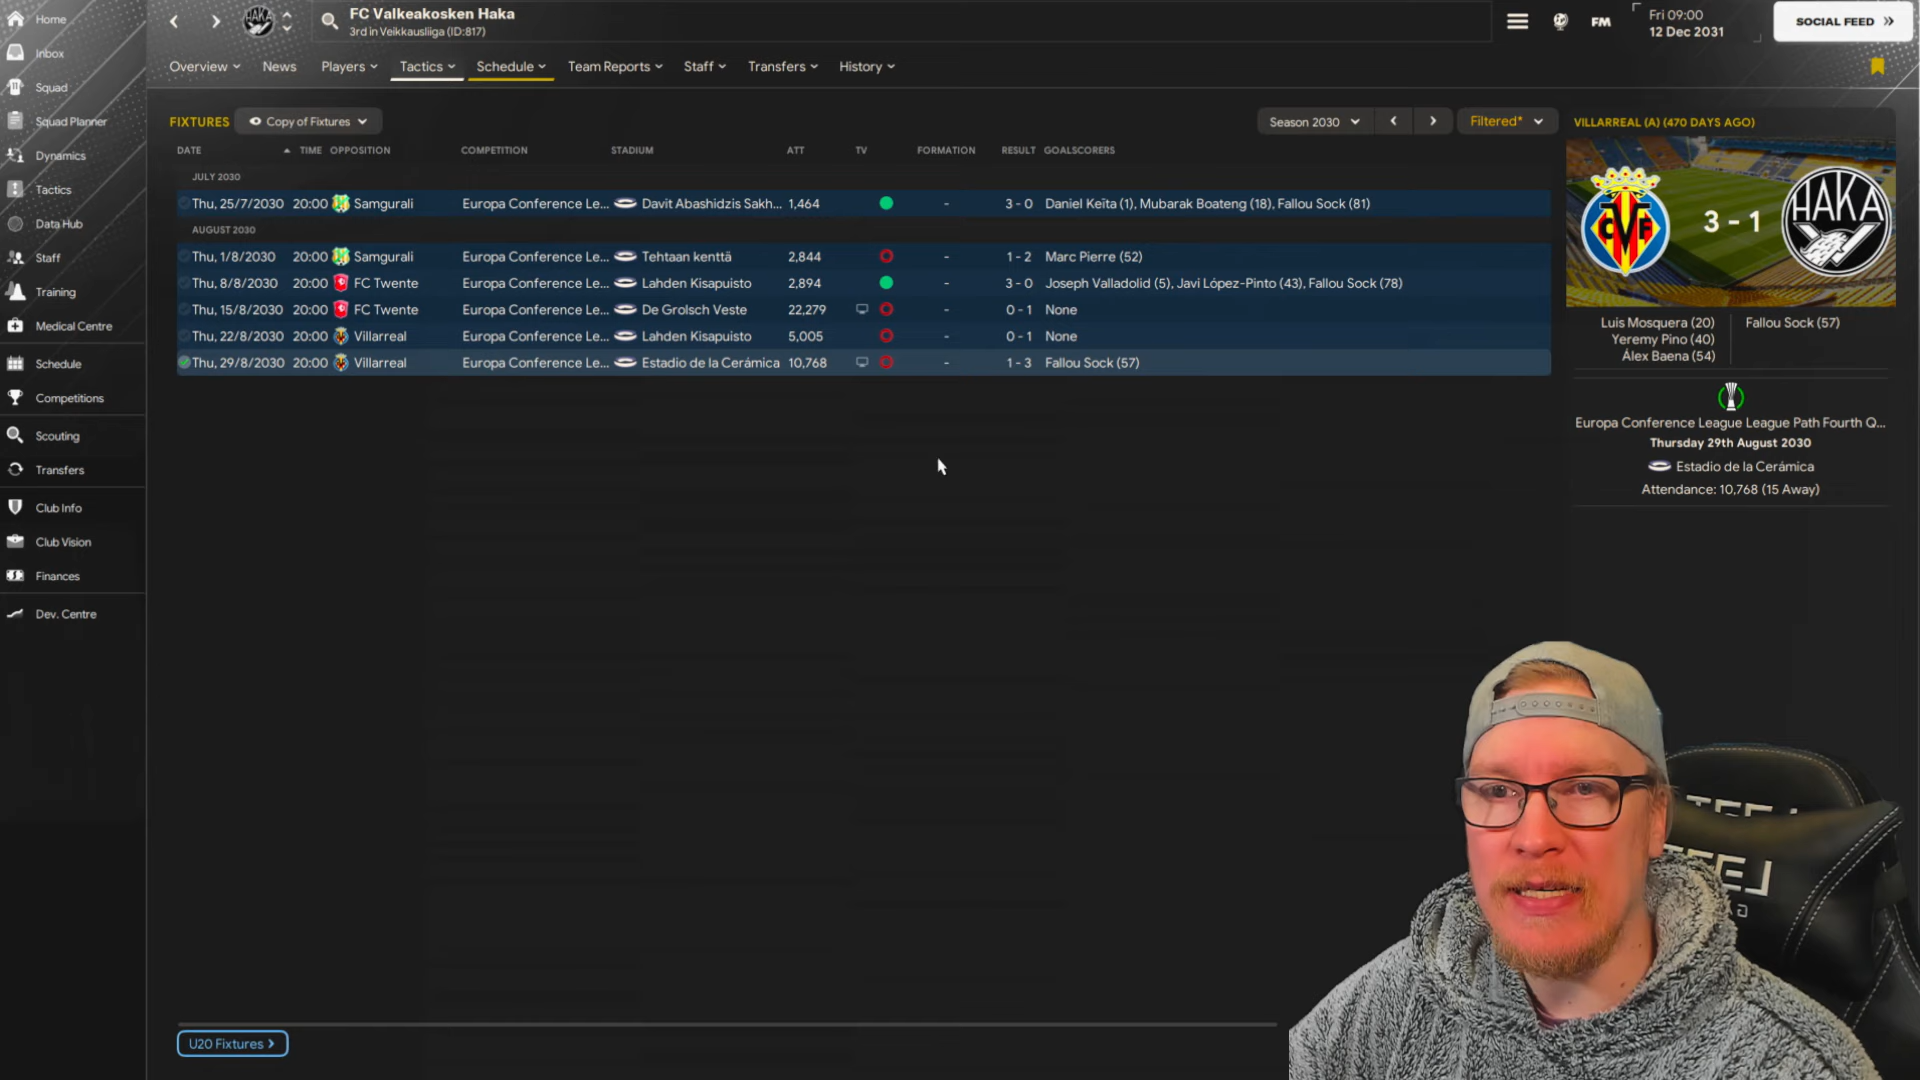 Home
Inbox
Squad
Squad Planner
Dynamics
Tactics
Data Hub
Staff
Training
Medical Centre
Schedule
Competitions
Scouting
Transfers
Club Info
Club Vision
Finances
Dev. Centre
HAKA
FC Valkeakosken Haka
3rd in Veikkausliiga (ID:817)
FM
Fri 09:00
12 Dec 2031
SOCIAL FEED
Overview News Players Tactics Schedule Team Reports Staff Transfers History
FIXTURES Copy of Fixtures Season 2030 Filtered*
DATE TIME OPPOSITION COMPETITION STADIUM ATT TV FORMATION RESULT GOALSCORERS
JULY 2030
Thu, 25/7/2030 20:00 Samgurali Europa Conference Le... Davit Abashidzis Sakh... 1,464 - 3 - 0 Daniel Keïta (1), Mubarak Boateng (18), Fallou Sock (81)
AUGUST 2030
Thu, 1/8/2030 20:00 Samgurali Europa Conference Le... Tehtaan kenttä 2,844 - 1 - 2 Marc Pierre (52)
Thu, 8/8/2030 20:00 FC Twente Europa Conference Le... Lahden Kisapuisto 2,894 - 3 - 0 Joseph Valladolid (5), Javi López-Pinto (43), Fallou Sock (78)
Thu, 15/8/2030 20:00 FC Twente Europa Conference Le... De Grolsch Veste 22,279 - 0 - 1 None
Thu, 22/8/2030 20:00 Villarreal Europa Conference Le... Lahden Kisapuisto 5,005 - 0 - 1 None
Thu, 29/8/2030 20:00 Villarreal Europa Conference Le... Estadio de la Cerámica 10,768 - 1 - 3 Fallou Sock (57)
VILLARREAL (A) (470 DAYS AGO)
CVF 3 - 1 HAKA
Luis Mosquera (20) Fallou Sock (57)
Yeremy Pino (40)
Álex Baena (54)
Europa Conference League League Path Fourth Q...
Thursday 29th August 2030
Estadio de la Cerámica
Attendance: 10,768 (15 Away)
U20 Fixtures